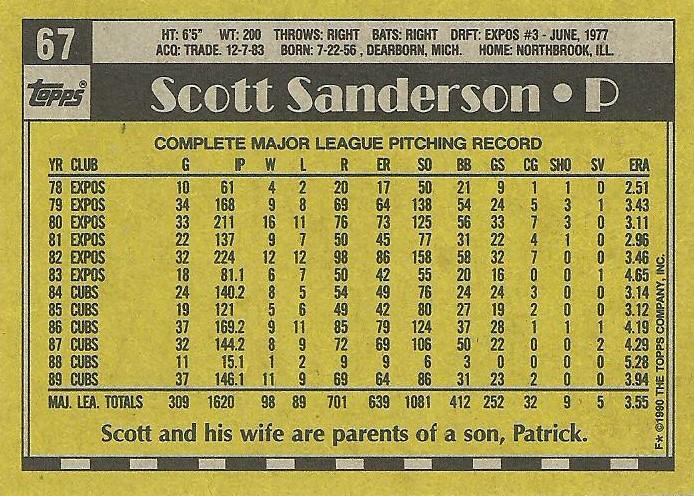 67
HT: 6'5" WT: 200 THROWS: RIGHT BATS: RIGHT DRFT: EXPOS #3 - JUNE, 1977
ACQ: TRADE. 12-7-83 BORN: 7-22-56 , DEARBORN, MICH. HOME: NORTHBROOK, ILL.
TOPPS®
Scott Sanderson • P
COMPLETE MAJOR LEAGUE PITCHING RECORD
YR CLUB G IP W L R ER SO BB GS CG SHO SV ERA
78 EXPOS 10 61 4 2 20 17 50 21 9 1 1 0 2.51
79 EXPOS 34 168 9 8 69 64 138 54 24 5 3 1 3.43
80 EXPOS 33 211 16 11 76 73 125 56 33 7 3 0 3.11
81 EXPOS 22 137 9 7 50 45 77 31 22 4 1 0 2.96
82 EXPOS 32 224 12 12 98 86 158 58 32 7 0 0 3.46
83 EXPOS 18 81.1 6 7 50 42 55 20 16 0 0 1 4.65
84 CUBS 24 140.2 8 5 54 49 76 24 24 3 0 0 3.14
85 CUBS 19 121 5 6 49 42 80 27 19 2 0 0 3.12
86 CUBS 37 169.2 9 11 85 79 124 37 28 1 1 1 4.19
87 CUBS 32 144.2 8 9 72 69 106 50 22 0 0 2 4.29
88 CUBS 11 15.1 1 2 9 9 6 3 0 0 0 0 5.28
89 CUBS 37 146.1 11 9 69 64 86 31 23 2 0 0 3.94
MAJ. LEA. TOTALS 309 1620 98 89 701 639 1081 412 252 32 9 5 3.55
Scott and his wife are parents of a son, Patrick.
F* ©1990 THE TOPPS COMPANY, INC.